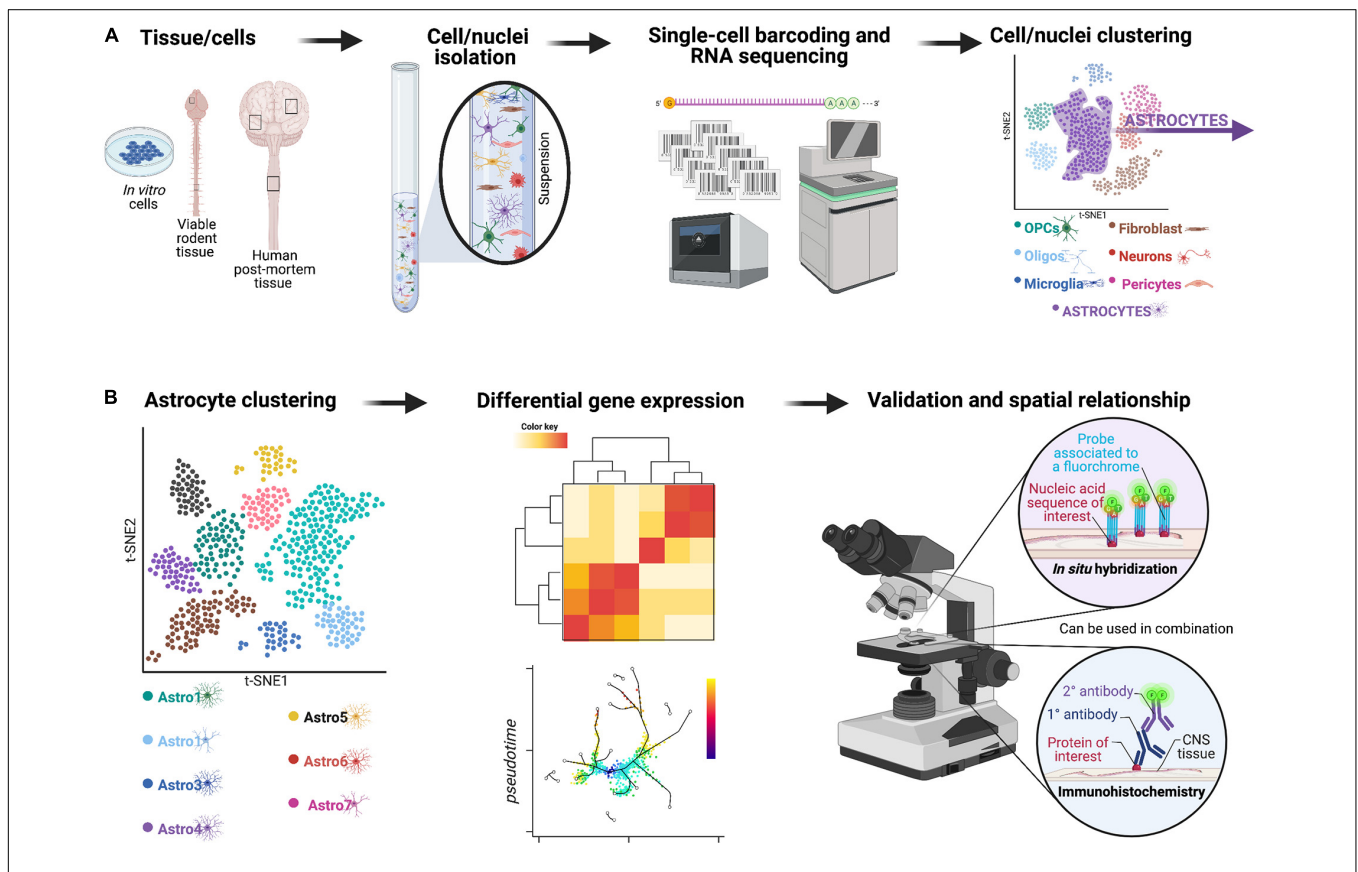 A
Tissue/cells
Cell/nuclei
isolation
Single-cell barcoding and
RNA sequencing
Cell/nuclei clustering
In vitro
cells
Viable
rodent
tissue
Human
post-mortem
tissue
Suspension
5'
G
A A A
3'
t-SNE2
ASTROCYTES
t-SNE1
OPCs
Fibroblast
Oligos
Neurons
Microglia
Pericytes
ASTROCYTES
B
Astrocyte clustering
Differential gene expression
Validation and spatial relationship
t-SNE2
t-SNE1
Astro1
Astro5
Astro1
Astro6
Astro3
Astro7
Astro4
Color key
pseudotime
Probe
associated to
a fluorchrome
Nucleic acid
sequence of
interest
F
F
F
In situ hybridization
Can be used in combination
2° antibody
F F
1° antibody
Protein of
interest
CNS
tissue
Immunohistochemistry